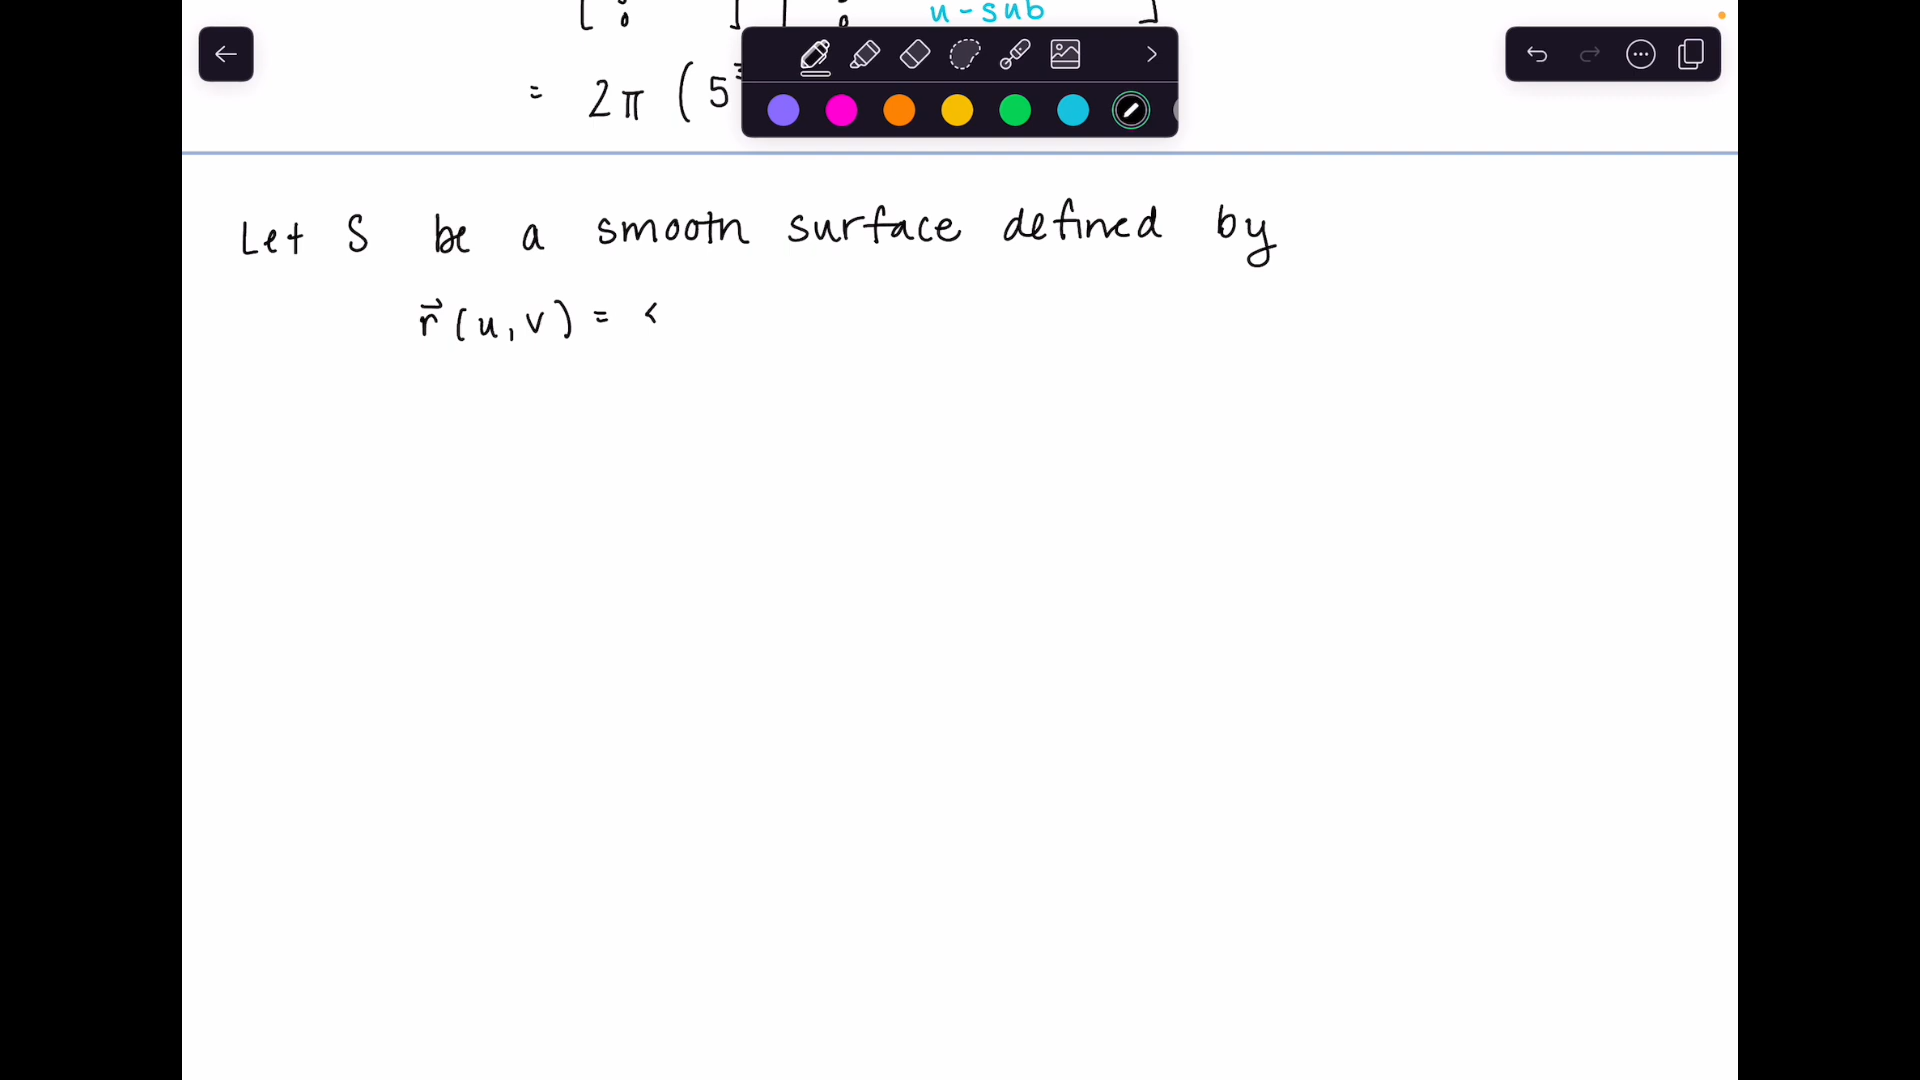 u-sub
= 2π (5
Let S be a smooth surface defined by
r⃗(u,v) = <